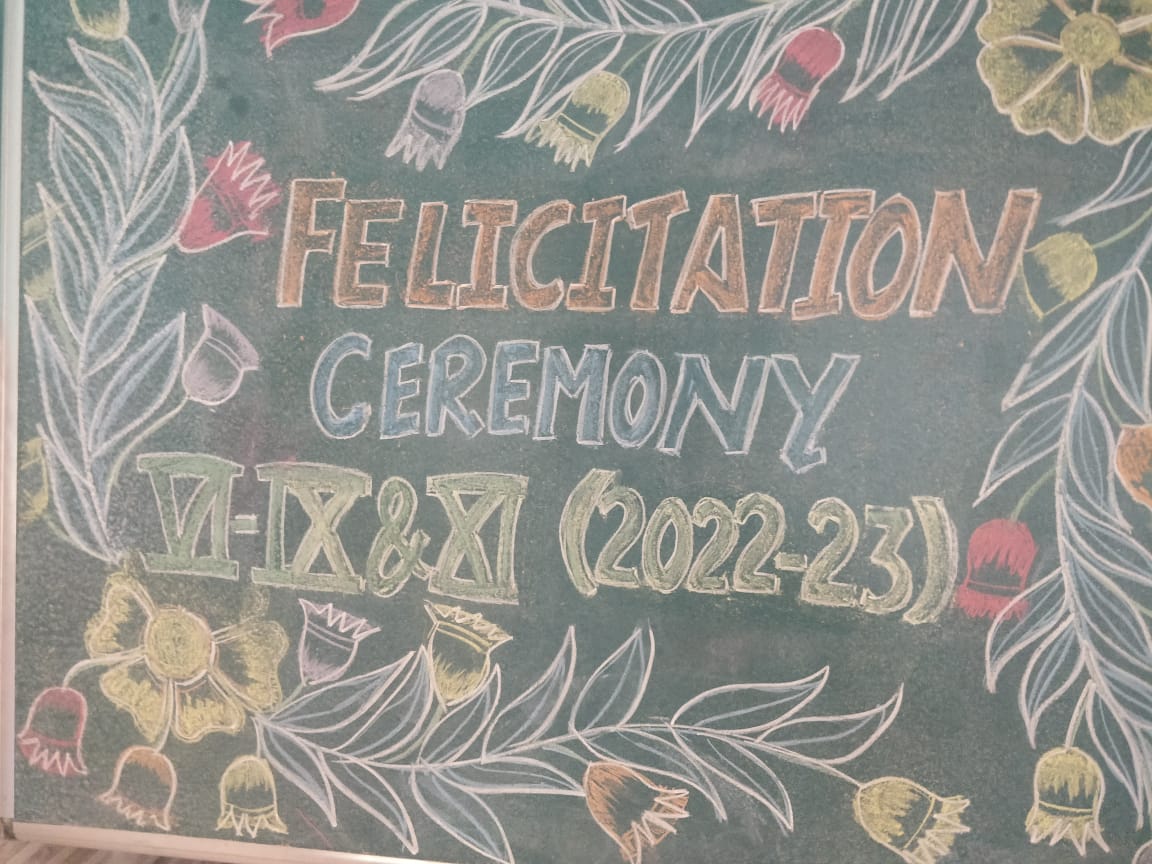 FELICITATION
CEREMONY
VI-IX & XI (2022-23)